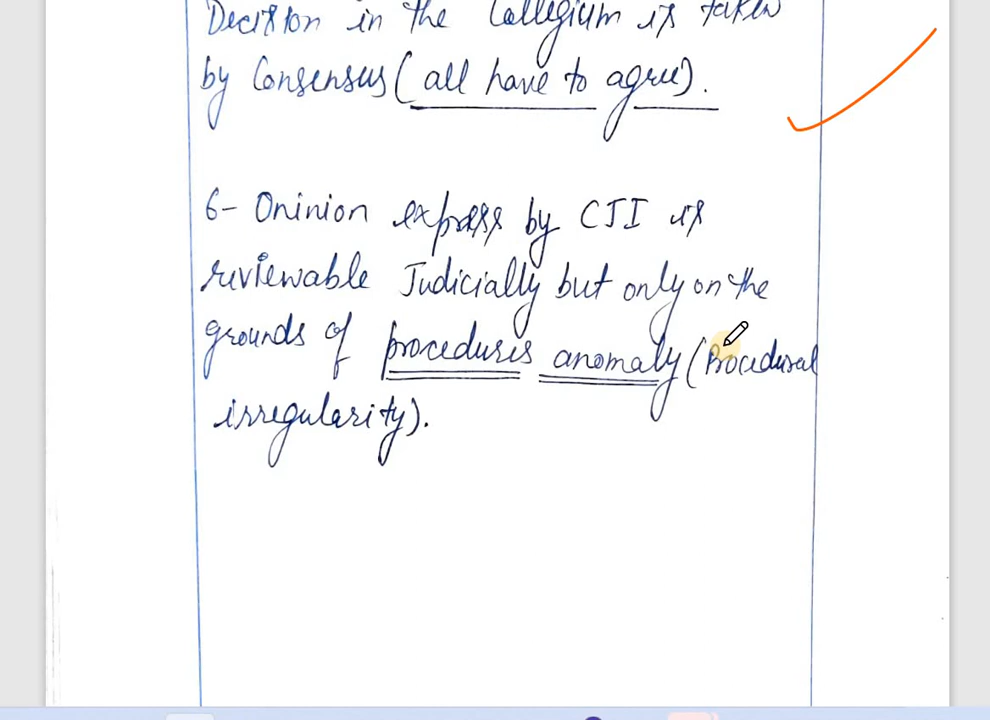 Decision in the Collegium is taken
by Consensus (all have to agree).
6- Oninion express by CJI is
reviewable Judicially but only on the
grounds of procedures anomaly (Procedural
irregularity).